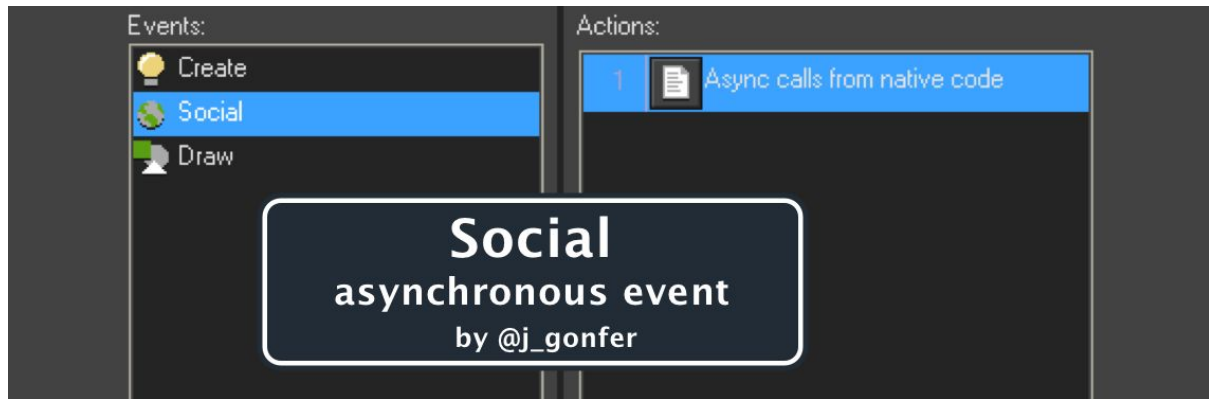 Events:
Actions:
Create
1 Async calls from native code
Social
Draw
Social
asynchronous event
by @j_gonfer